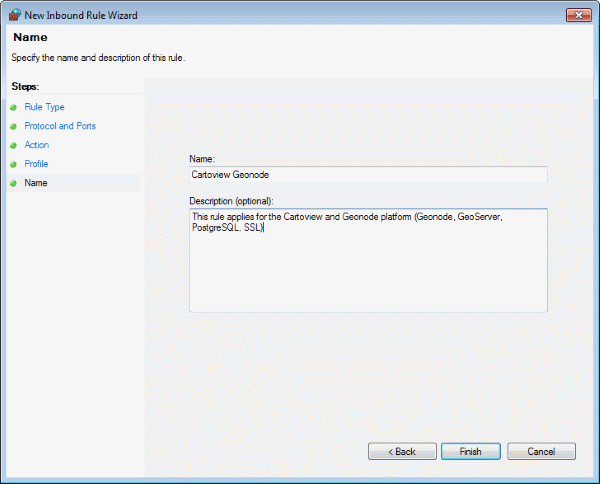 New Inbound Rule Wizard
Name
Specify the name and description of this rule.
Steps:
Rule Type
Protocol and Ports
Action
Profile
Name
Name:
Cartoview Geonode
Description (optional):
This rule applies for the Cartoview and Geonode platform (Geonode, GeoServer,
PostgreSQL, SSL)
< Back
Finish
Cancel